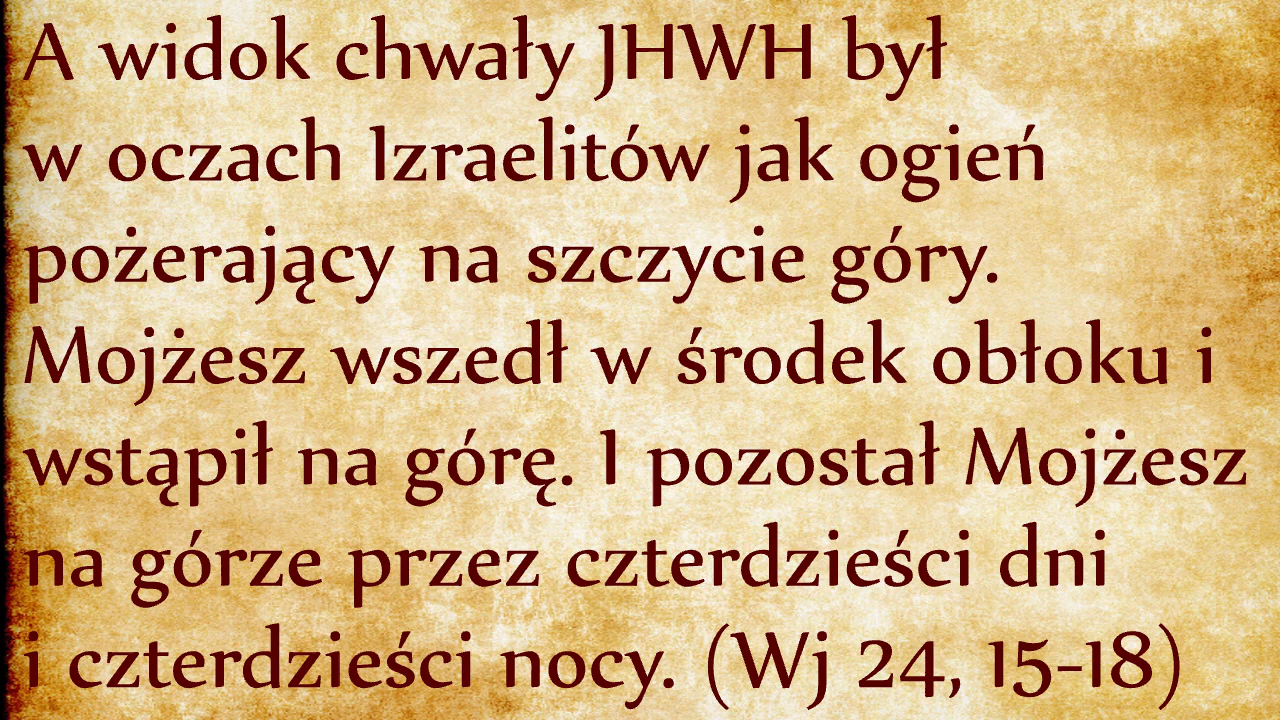 A widok chwały JHWH był
w oczach Izraelitów jak ogień
pożerający na szczycie góry.
Mojżesz wszedł w środek obłoku i
wstąpił na górę. I pozostał Mojżesz
na górze przez czterdzieści dni
i czterdzieści nocy. (Wj 24, 15-18)